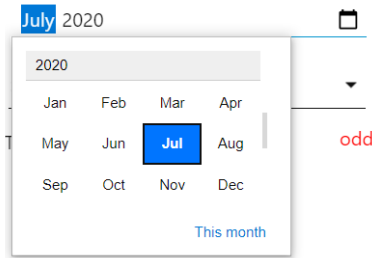 July 2020
2020
Jan Feb Mar Apr
May Jun Jul Aug
odd
Sep Oct Nov Dec
This month